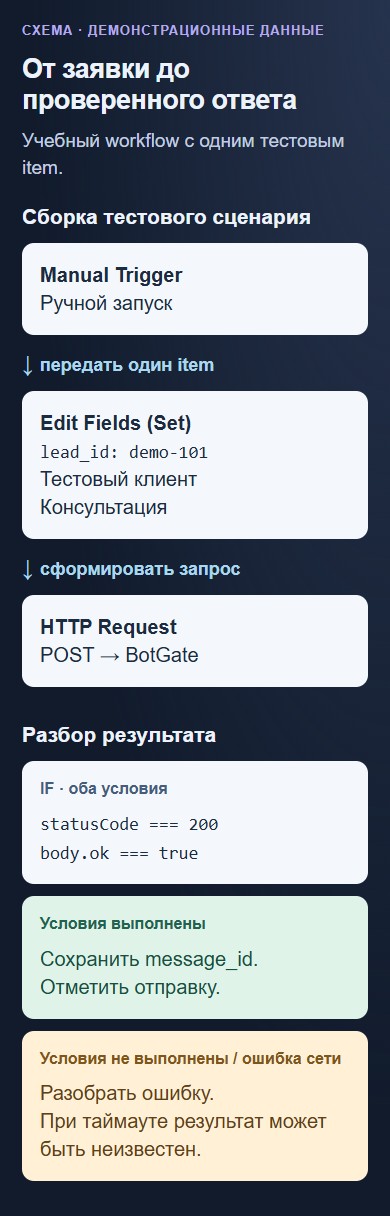 СХЕМА · ДЕМОНСТРАЦИОННЫЕ ДАННЫЕ
От заявки до
проверенного ответа
Учебный workflow с одним тестовым
item.
Сборка тестового сценария
Manual Trigger
Ручной запуск
↓ передать один item
Edit Fields (Set)
lead_id: demo-101
Тестовый клиент
Консультация
↓ сформировать запрос
HTTP Request
POST → BotGate
Разбор результата
IF · оба условия
statusCode === 200
body.ok === true
Условия выполнены
Сохранить message_id.
Отметить отправку.
Условия не выполнены / ошибка сети
Разобрать ошибку.
При таймауте результат может
быть неизвестен.